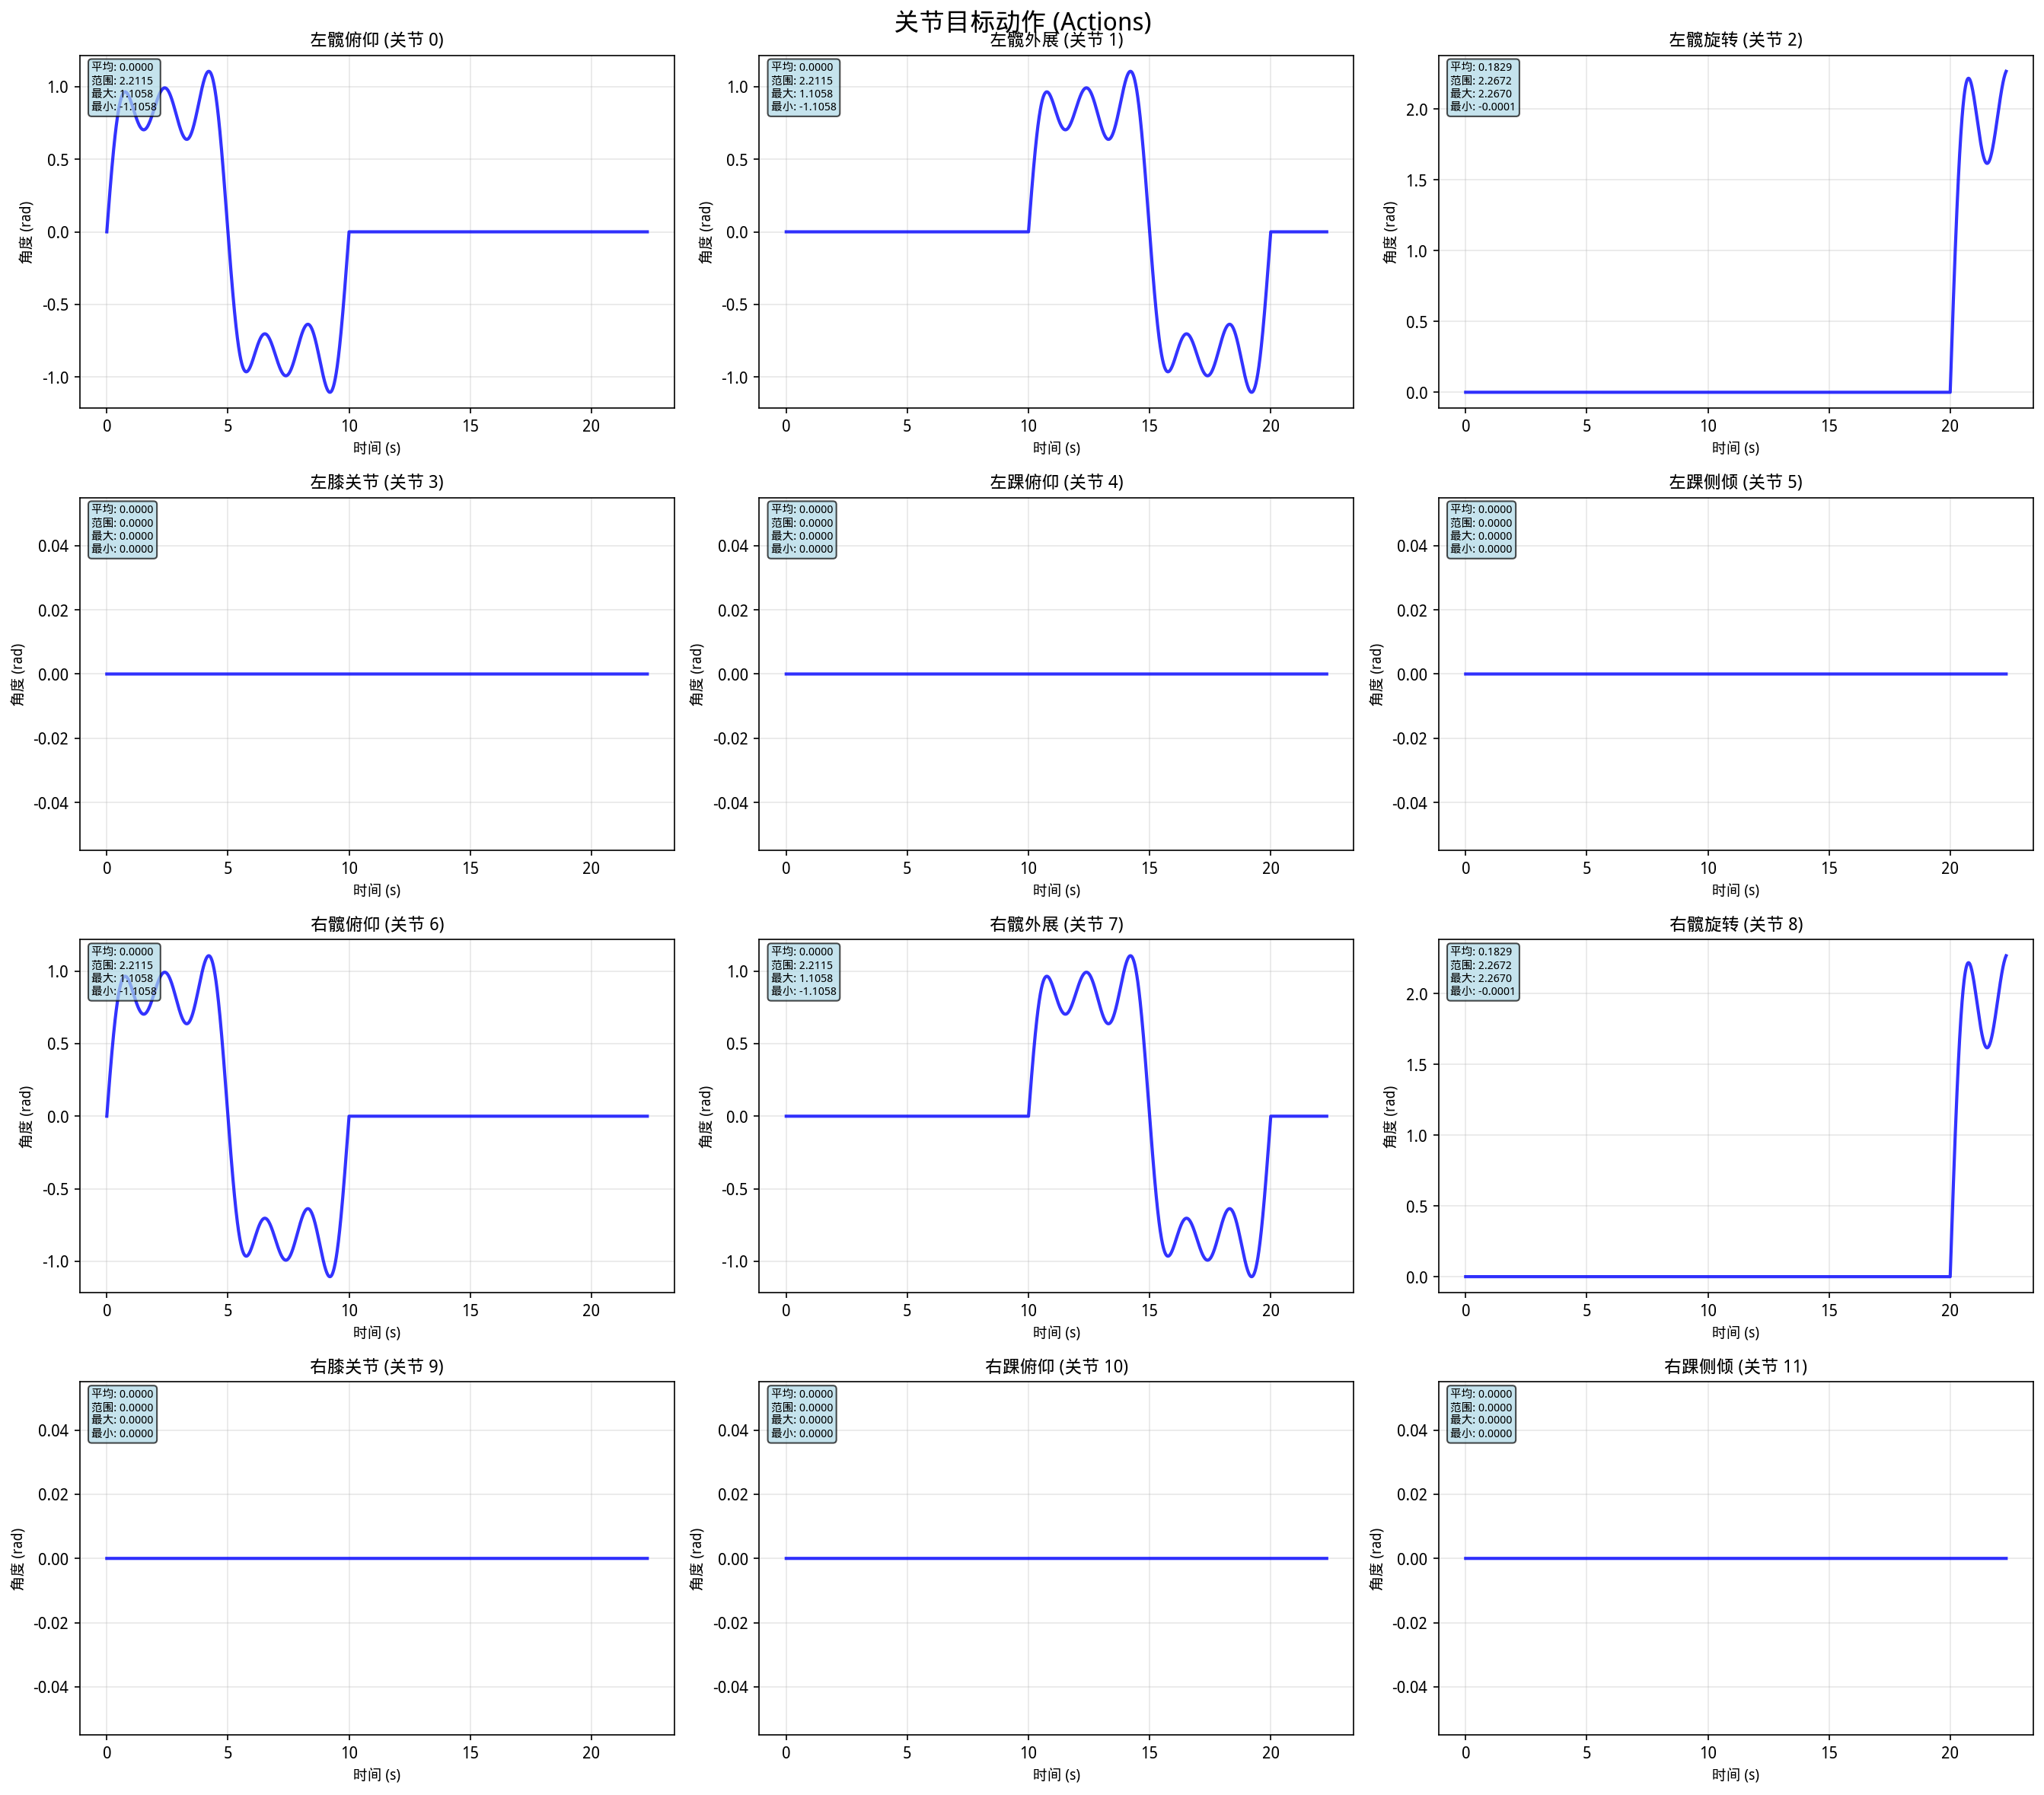 关节目标动作 (Actions)
左髋俯仰 (关节 0)
平均: 0.0000
范围: 2.2115
最大: 1.1058
最小: -1.1058
1.0
0.5
0.0
-0.5
-1.0
角度 (rad)
0 5 10 15 20
时间 (s)
左髋外展 (关节 1)
平均: 0.0000
范围: 2.2115
最大: 1.1058
最小: -1.1058
1.0
0.5
0.0
-0.5
-1.0
角度 (rad)
0 5 10 15 20
时间 (s)
左髋旋转 (关节 2)
平均: 0.1829
范围: 2.2672
最大: 2.2670
最小: -0.0001
2.0
1.5
1.0
0.5
0.0
角度 (rad)
0 5 10 15 20
时间 (s)
左膝关节 (关节 3)
平均: 0.0000
范围: 0.0000
最大: 0.0000
最小: 0.0000
0.04
0.02
0.00
-0.02
-0.04
角度 (rad)
0 5 10 15 20
时间 (s)
左踝俯仰 (关节 4)
平均: 0.0000
范围: 0.0000
最大: 0.0000
最小: 0.0000
0.04
0.02
0.00
-0.02
-0.04
角度 (rad)
0 5 10 15 20
时间 (s)
左踝侧倾 (关节 5)
平均: 0.0000
范围: 0.0000
最大: 0.0000
最小: 0.0000
0.04
0.02
0.00
-0.02
-0.04
角度 (rad)
0 5 10 15 20
时间 (s)
右髋俯仰 (关节 6)
平均: 0.0000
范围: 2.2115
最大: 1.1058
最小: -1.1058
1.0
0.5
0.0
-0.5
-1.0
角度 (rad)
0 5 10 15 20
时间 (s)
右髋外展 (关节 7)
平均: 0.0000
范围: 2.2115
最大: 1.1058
最小: -1.1058
1.0
0.5
0.0
-0.5
-1.0
角度 (rad)
0 5 10 15 20
时间 (s)
右髋旋转 (关节 8)
平均: 0.1829
范围: 2.2672
最大: 2.2670
最小: -0.0001
2.0
1.5
1.0
0.5
0.0
角度 (rad)
0 5 10 15 20
时间 (s)
右膝关节 (关节 9)
平均: 0.0000
范围: 0.0000
最大: 0.0000
最小: 0.0000
0.04
0.02
0.00
-0.02
-0.04
角度 (rad)
0 5 10 15 20
时间 (s)
右踝俯仰 (关节 10)
平均: 0.0000
范围: 0.0000
最大: 0.0000
最小: 0.0000
0.04
0.02
0.00
-0.02
-0.04
角度 (rad)
0 5 10 15 20
时间 (s)
右踝侧倾 (关节 11)
平均: 0.0000
范围: 0.0000
最大: 0.0000
最小: 0.0000
0.04
0.02
0.00
-0.02
-0.04
角度 (rad)
0 5 10 15 20
时间 (s)